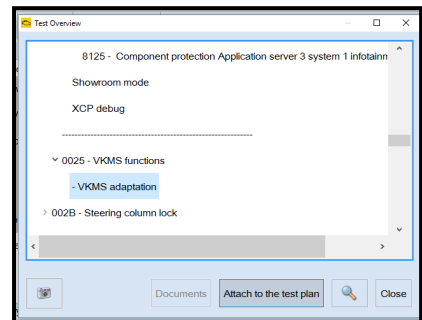 Test Overview
8125 - Component protection Application server 3 system 1 infotainm
Showroom mode
XCP debug
------------------------------------------------------------
0025 - VKMS functions
- VKMS adaptation
002B - Steering column lock
Documents Attach to the test plan Close